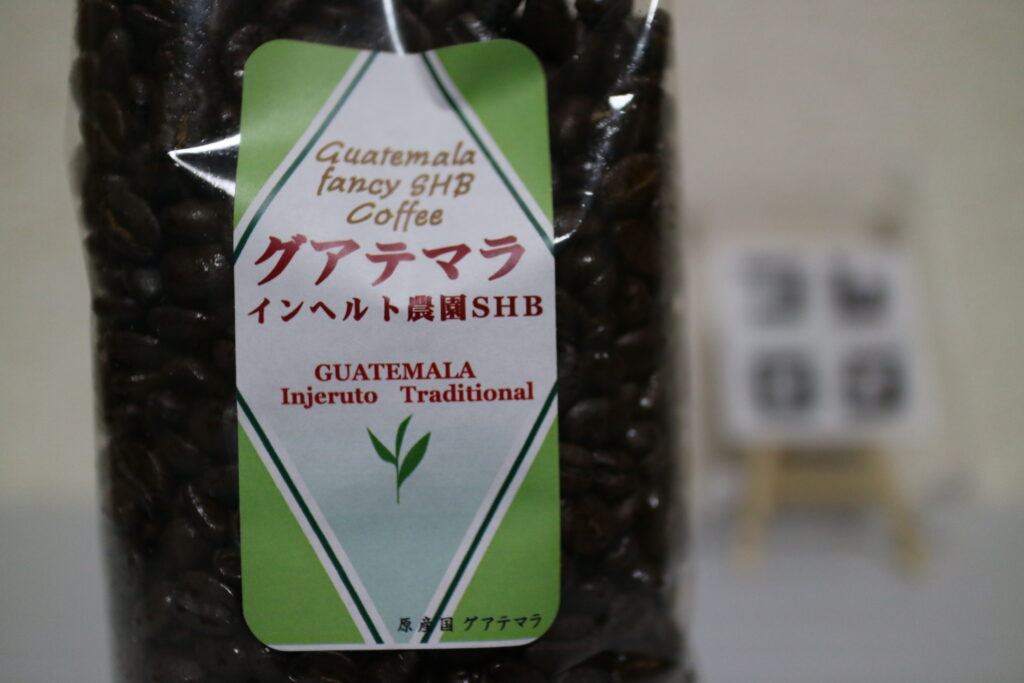 Guatemala
fancy SHB
Coffee
グアテマラ
インヘルト農園SHB
GUATEMALA
Injeruto Traditional
原産国 グアテマラ